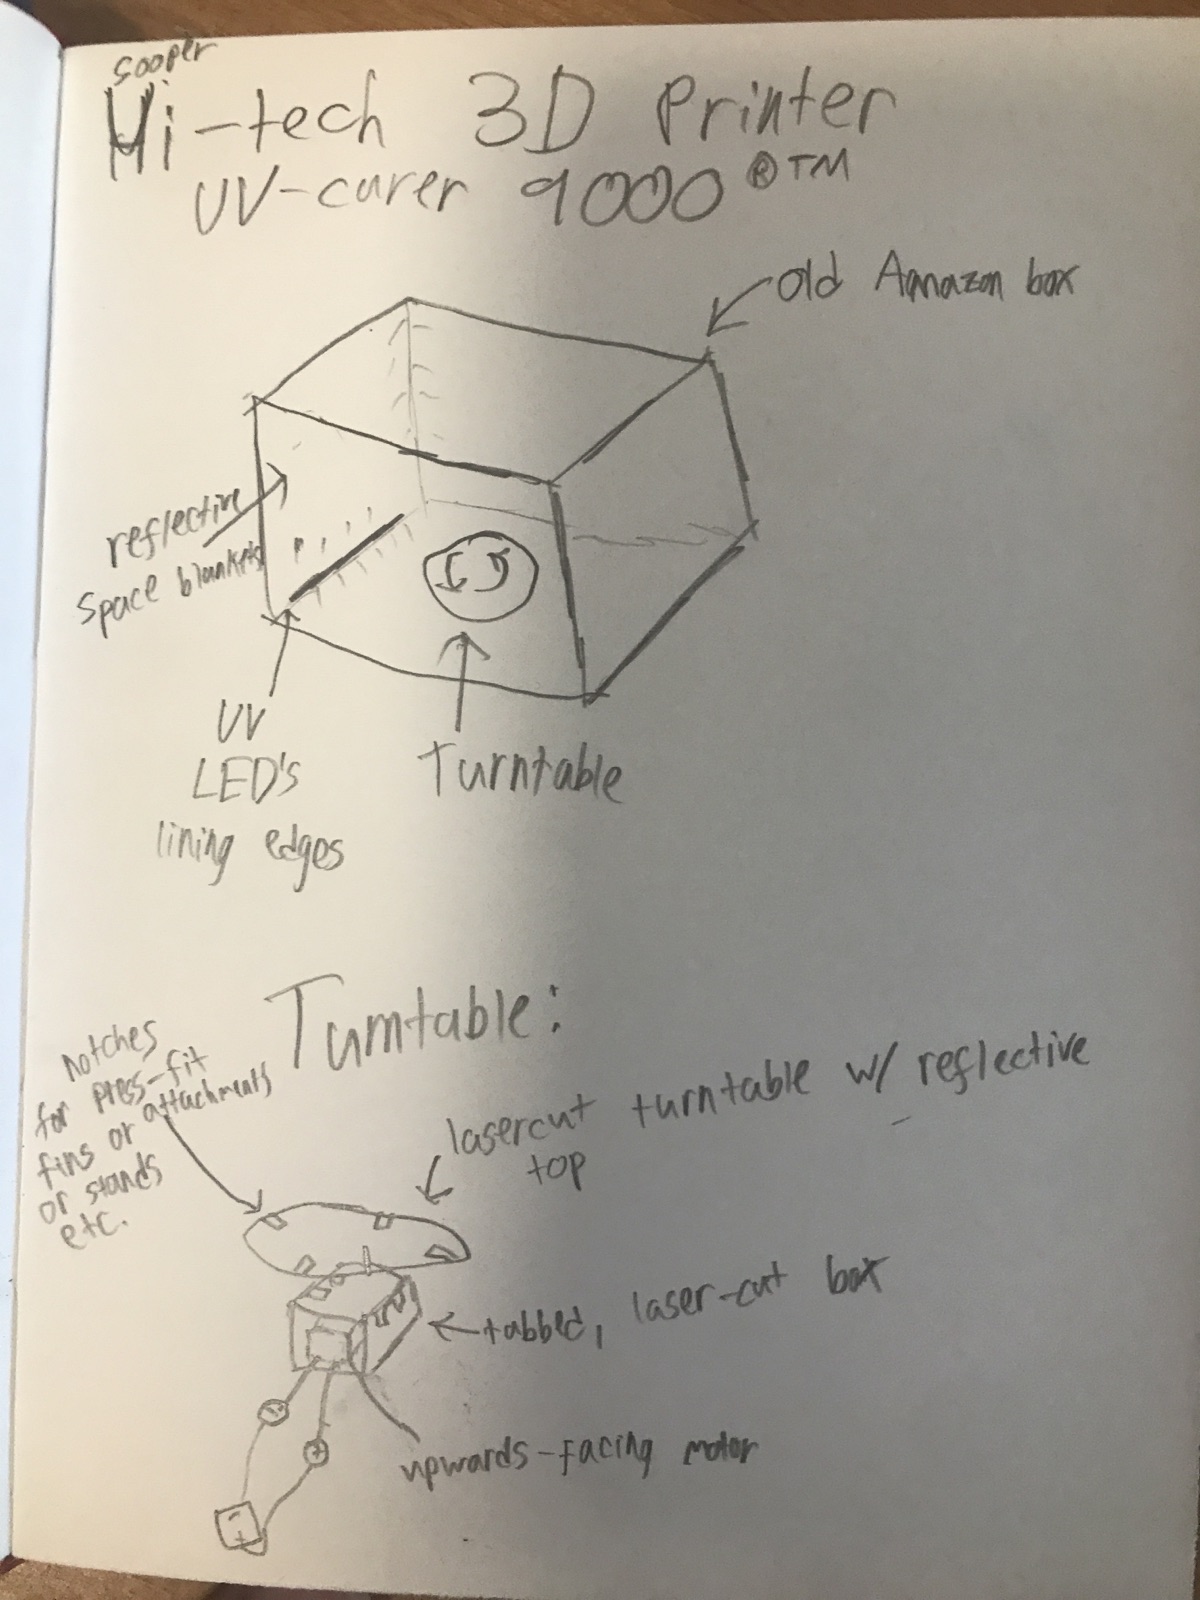 Sooper
Hi-tech 3D Printer
UV-curer 9000 ®TM
old Amazon box
reflective
space blankets
UV
LED's
lining edges
Turntable
Turntable:
notches
for press-fit
fins or attachments
or stands
etc.
lasercut turntable w/ reflective
top
tabbed, laser-cut box
upwards-facing motor
-
+